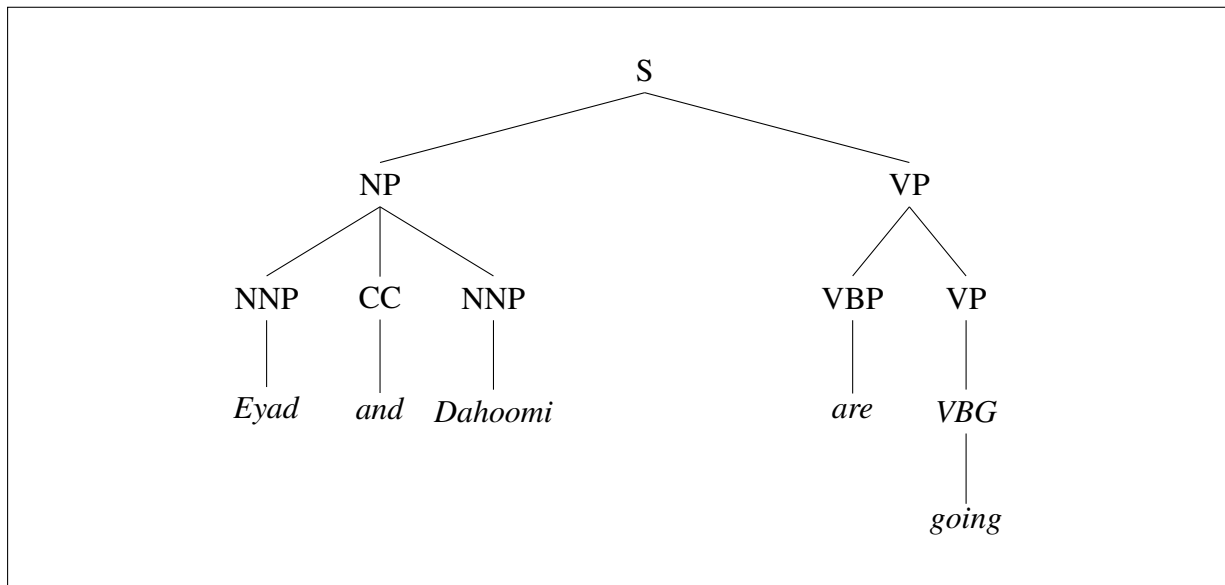 S
NP VP
NNP CC NNP VBP VP
Eyad and Dahoomi are VBG
going